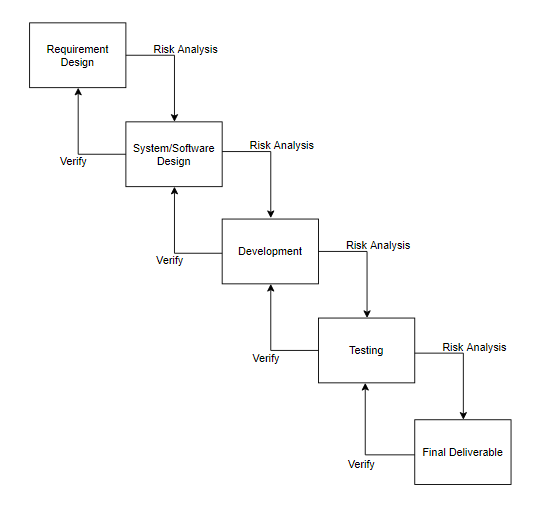 Requirement
Design
Risk Analysis
Verify
System/Software
Design
Risk Analysis
Verify
Development
Risk Analysis
Verify
Testing
Risk Analysis
Verify
Final Deliverable